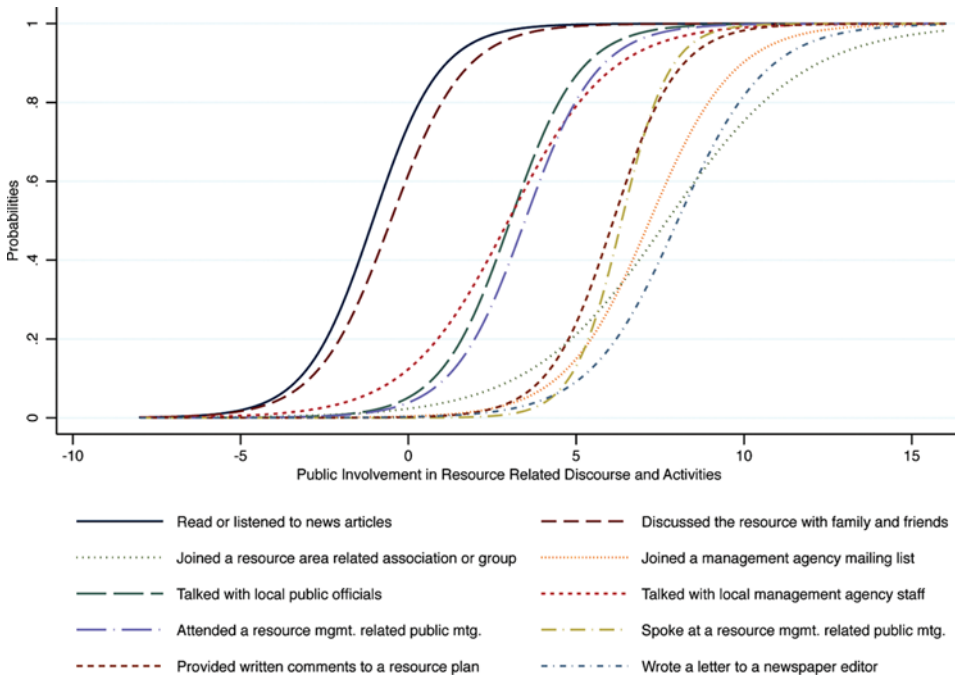 1
.8
.6
.4
.2
0
Probabilities
-10 -5 0 5 10 15
Public Involvement in Resource Related Discourse and Activities
Read or listened to news articles Discussed the resource with family and friends
Joined a resource area related association or group Joined a management agency mailing list
Talked with local public officials Talked with local management agency staff
Attended a resource mgmt. related public mtg. Spoke at a resource mgmt. related public mtg.
Provided written comments to a resource plan Wrote a letter to a newspaper editor